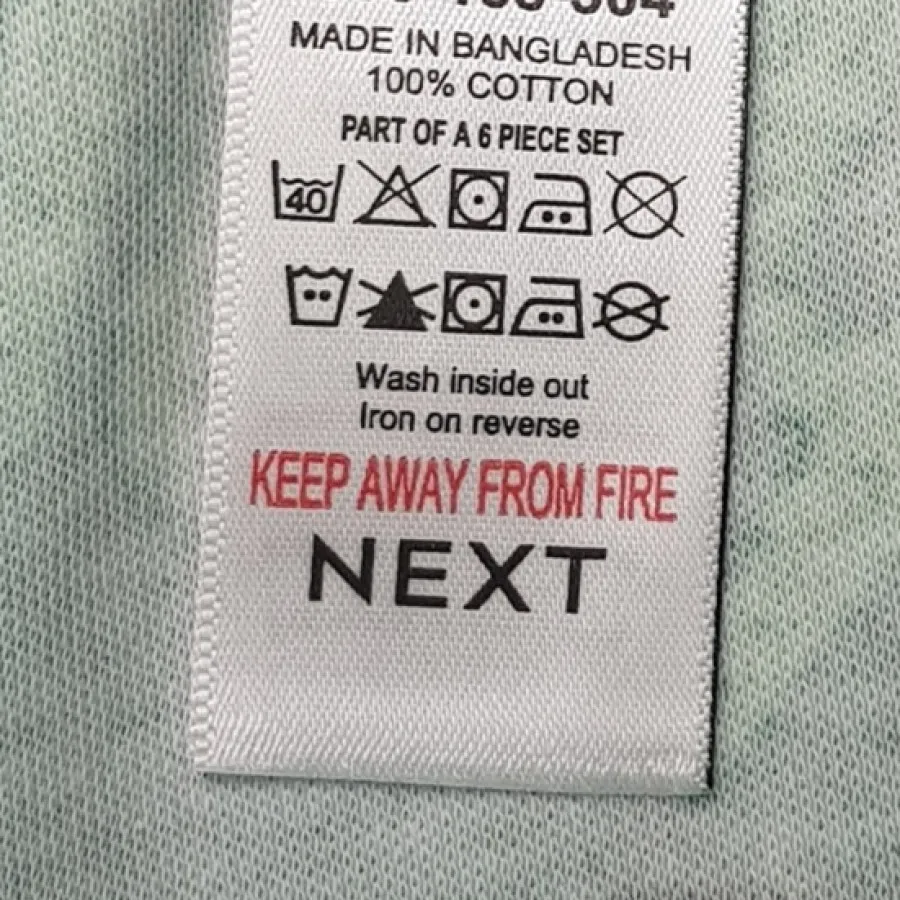 MADE IN BANGLADESH
100% COTTON
PART OF A 6 PIECE SET
40
Wash inside out
Iron on reverse
KEEP AWAY FROM FIRE
NEXT